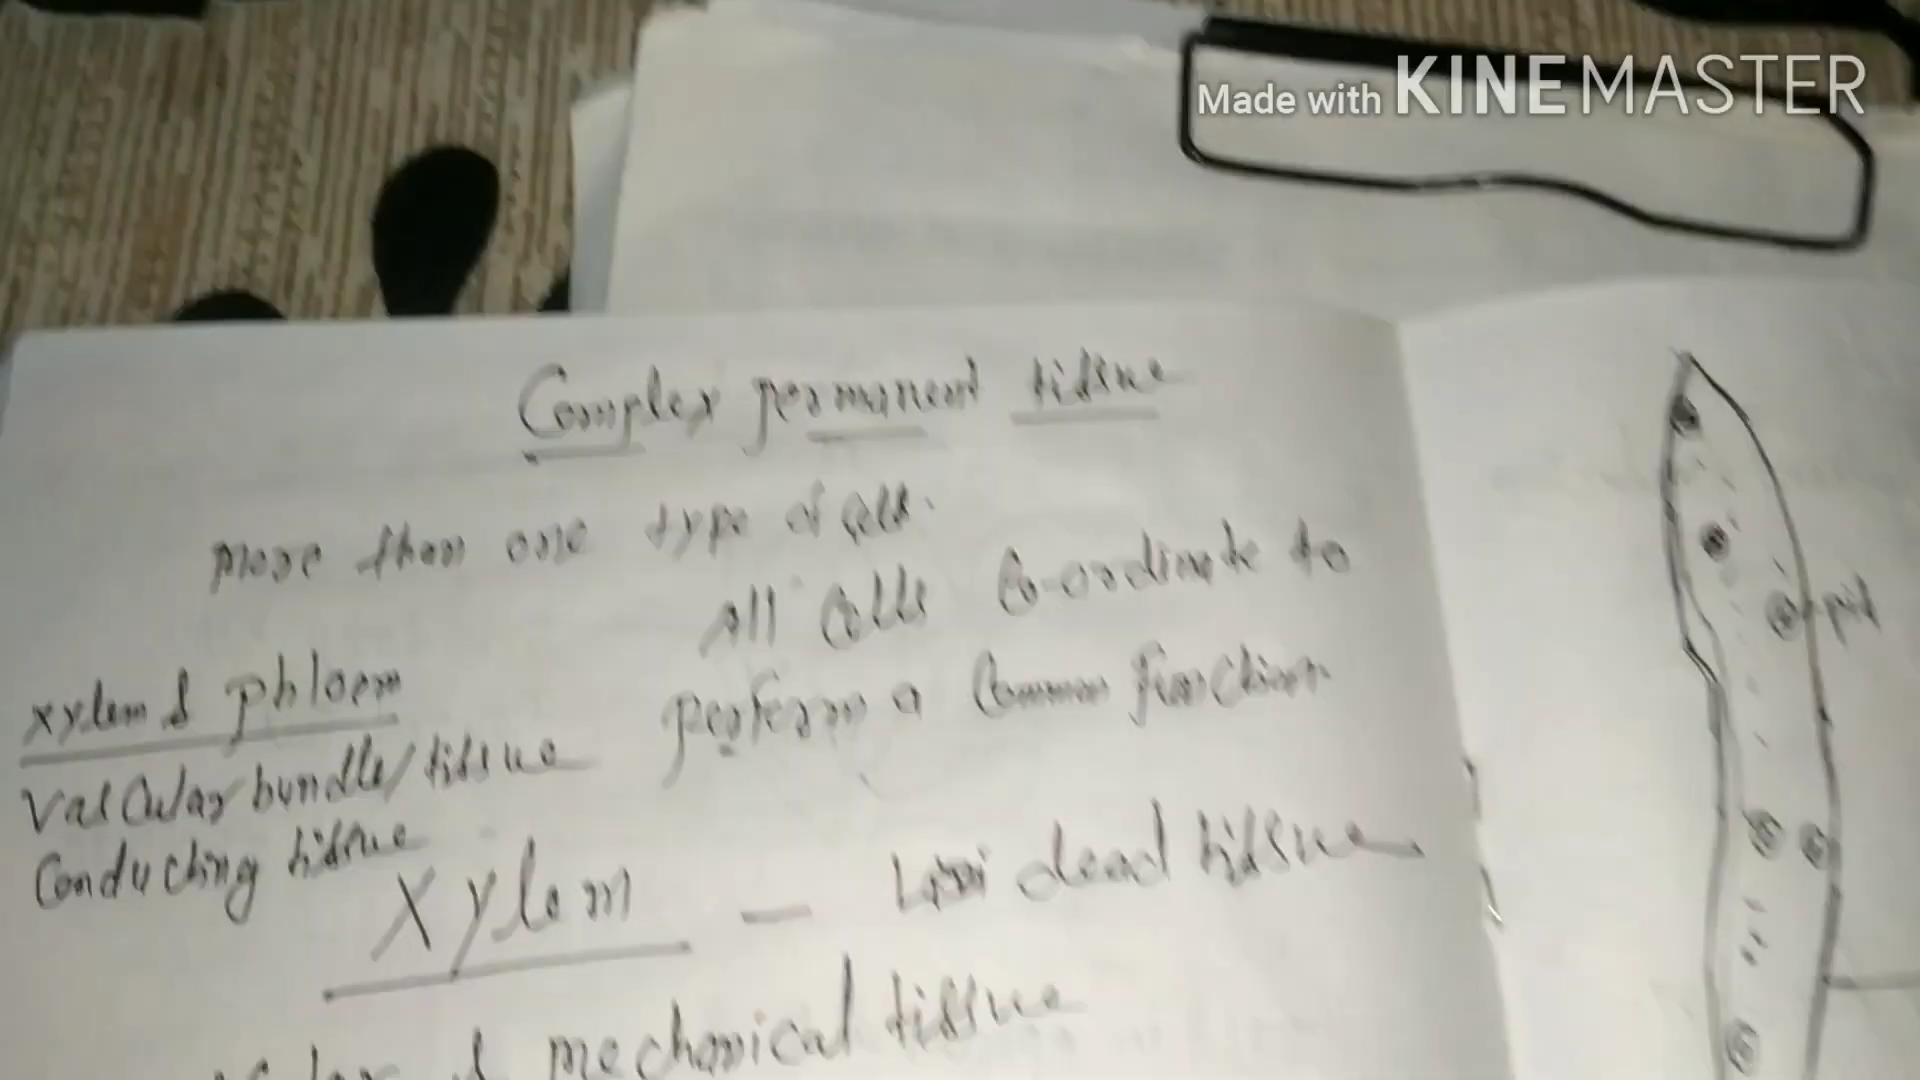 Made with KINEMASTER
Complex permanent tissue
more than one type of cells.
All cells Co-ordinate to
perform a Common function
xylem & phloem
Vascular bundle/tissue
Conducting tissue
Xylem — dead tissue
& mechanical tissue
pit